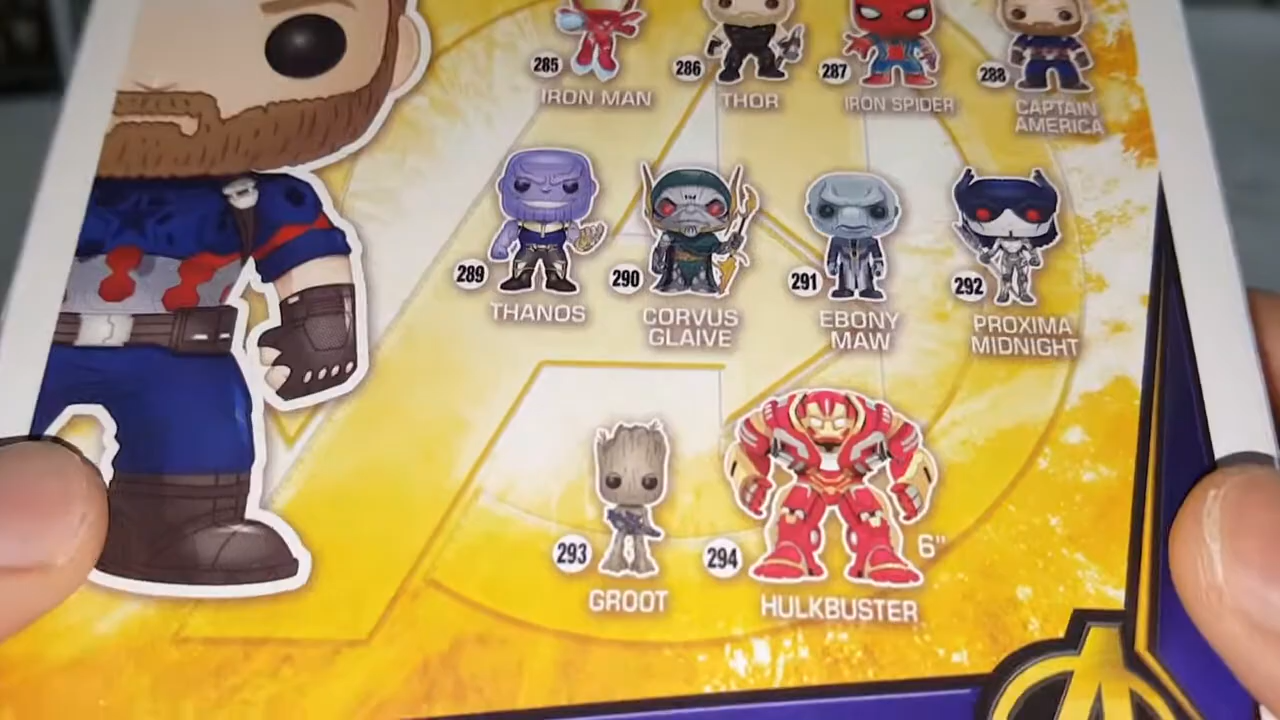 285 IRON MAN
286 THOR
287 IRON SPIDER
288 CAPTAIN
AMERICA
289 THANOS
290 CORVUS
GLAIVE
291 EBONY
MAW
292 PROXIMA
MIDNIGHT
293 GROOT
294 HULKBUSTER
6"